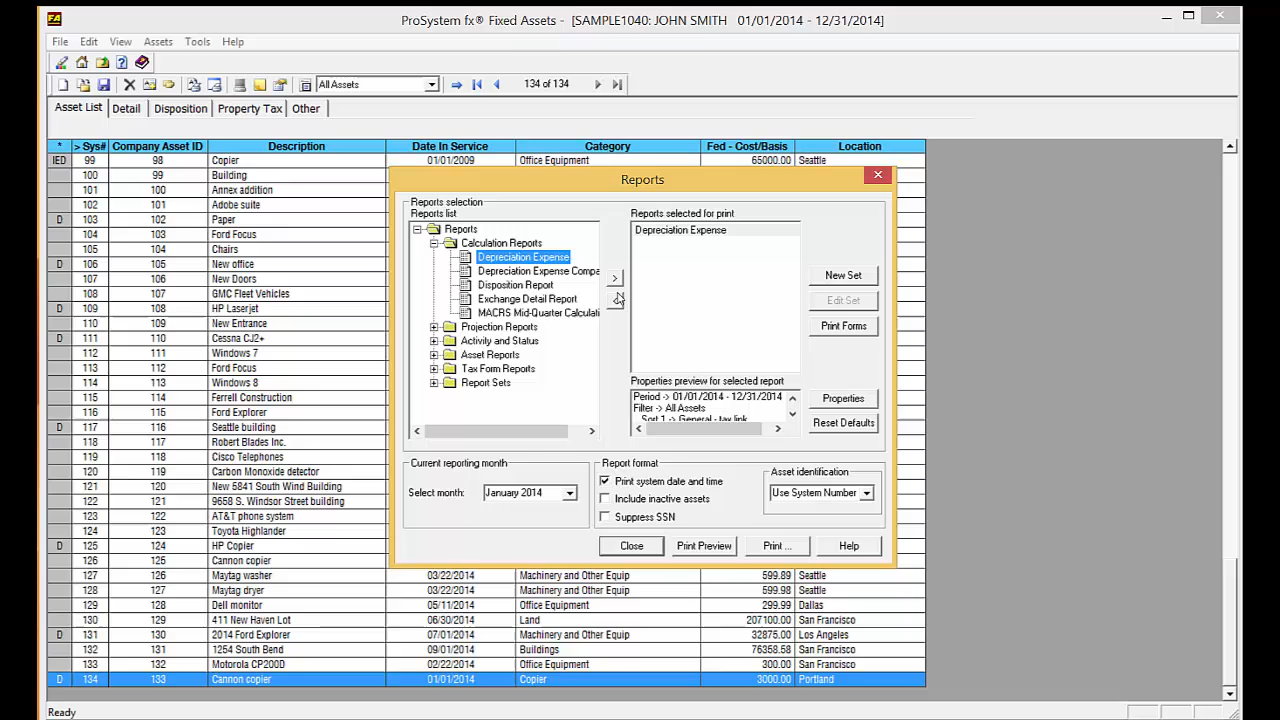 FA ProSystem fx® Fixed Assets - [SAMPLE1040: JOHN SMITH 01/01/2014 - 12/31/2014]
File Edit View Assets Tools Help
All Assets 134 of 134
Asset List Detail Disposition Property Tax Other
* > Sys# Company Asset ID Description Date In Service Category Fed - Cost/Basis Location
IED 99 98 Copier 01/01/2009 Office Equipment 65000.00 Seattle
100 99 Building
101 100 Annex addition
102 101 Adobe suite
D 103 102 Paper
104 103 Ford Focus
105 104 Chairs
D 106 105 New office
107 106 New Doors
108 107 GMC Fleet Vehicles
D 109 108 HP Laserjet
110 109 New Entrance
D 111 110 Cessna CJ2+
112 111 Windows 7
113 112 Ford Focus
114 113 Windows 8
115 114 Ferrell Construction
116 115 Ford Explorer
D 117 116 Seattle building
118 117 Robert Blades Inc.
119 118 Cisco Telephones
120 119 Carbon Monoxide detector
121 120 New 5841 South Wind Building
122 121 9658 S. Windsor Street building
123 122 AT&T phone system
124 123 Toyota Highlander
D 125 124 HP Copier
126 125 Cannon copier
127 126 Maytag washer 03/22/2014 Machinery and Other Equip 599.89 Seattle
128 127 Maytag dryer 03/22/2014 Machinery and Other Equip 599.98 Seattle
129 128 Dell monitor 05/11/2014 Office Equipment 299.99 Dallas
130 129 411 New Haven Lot 06/30/2014 Land 207100.00 San Francisco
D 131 130 2014 Ford Explorer 07/01/2014 Machinery and Other Equip 32875.00 Los Angeles
132 131 1254 South Bend 09/01/2014 Buildings 76358.58 San Francisco
133 132 Motorola CP200D 02/22/2014 Office Equipment 300.00 San Francisco
D 134 133 Cannon copier 01/01/2014 Copier 3000.00 Portland
Reports
Reports selection
Reports list
Reports
Calculation Reports
Depreciation Expense
Depreciation Expense Compa
Disposition Report
Exchange Detail Report
MACRS Mid-Quarter Calculati
Projection Reports
Activity and Status
Asset Reports
Tax Form Reports
Report Sets
>
Reports selected for print
Depreciation Expense
New Set
Edit Set
Print Forms
Properties preview for selected report
Period -> 01/01/2014 - 12/31/2014
Filter -> All Assets
Sort 1 -> General - tax link
Properties
Reset Defaults
Current reporting month
Select month: January 2014
Report format
Print system date and time
Include inactive assets
Suppress SSN
Asset identification
Use System Number
Close Print Preview Print ... Help
Ready